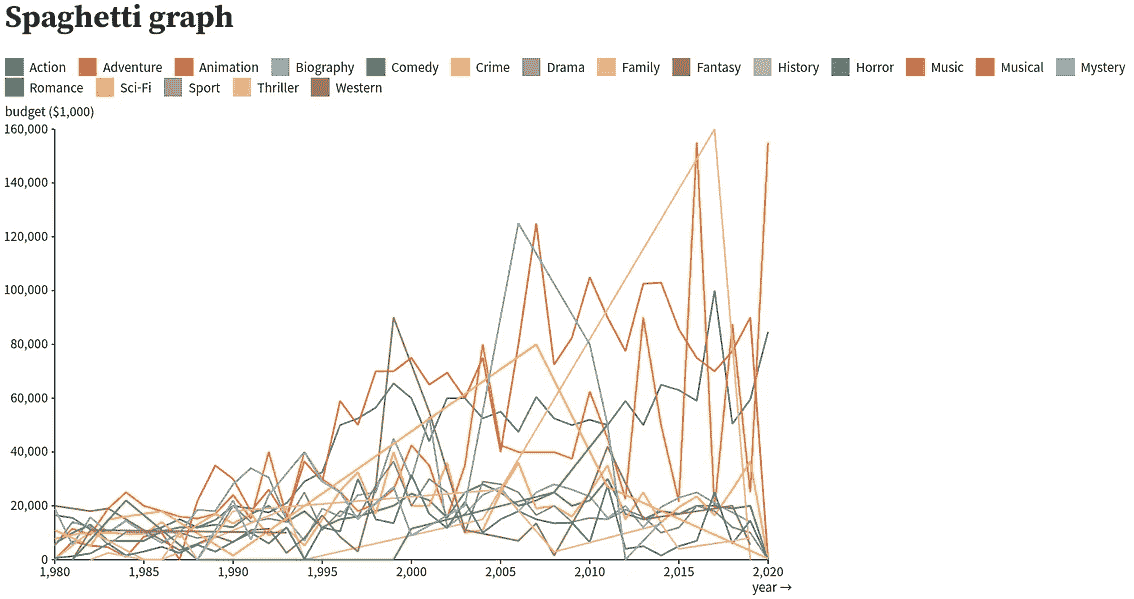 Spaghetti graph
Action Adventure Animation Biography Comedy Crime Drama Family Fantasy History Horror Music Musical Mystery
Romance Sci-Fi Sport Thriller Western
budget ($1,000)
160,000
140,000
120,000
100,000
80,000
60,000
40,000
20,000
0
1,980 1,985 1,990 1,995 2,000 2,005 2,010 2,015 2,020
year →